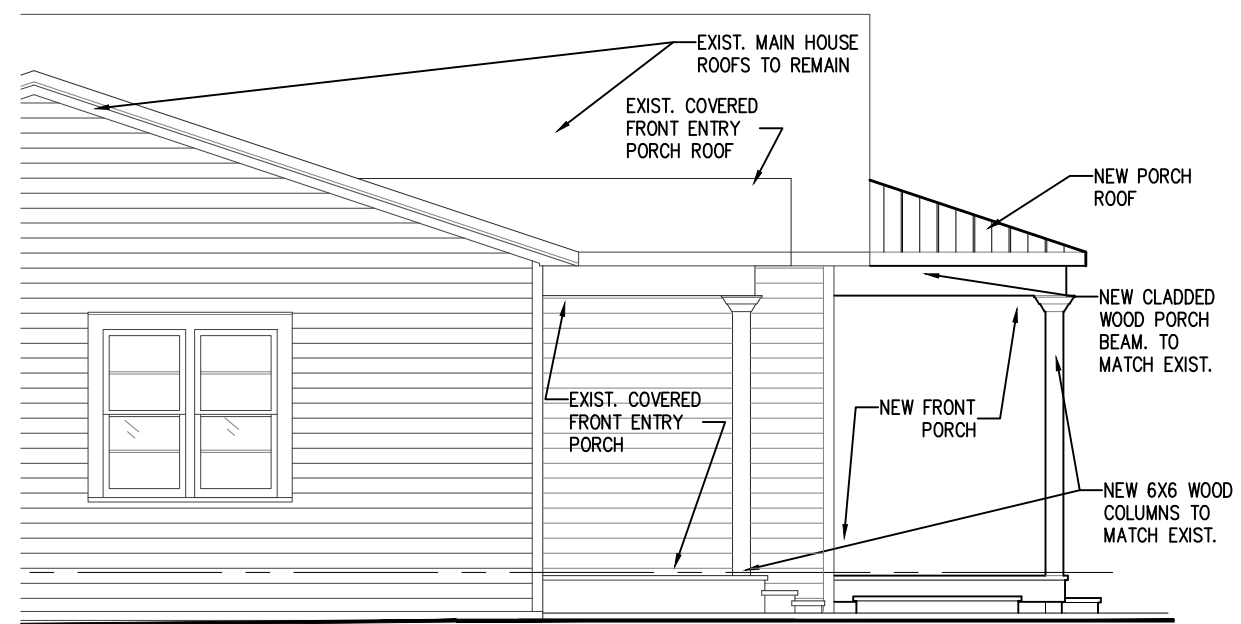 EXIST. MAIN HOUSE
ROOFS TO REMAIN
EXIST. COVERED
FRONT ENTRY
PORCH ROOF
NEW PORCH
ROOF
NEW CLADDED
WOOD PORCH
BEAM. TO
MATCH EXIST.
EXIST. COVERED
FRONT ENTRY
PORCH
NEW FRONT
PORCH
NEW 6X6 WOOD
COLUMNS TO
MATCH EXIST.